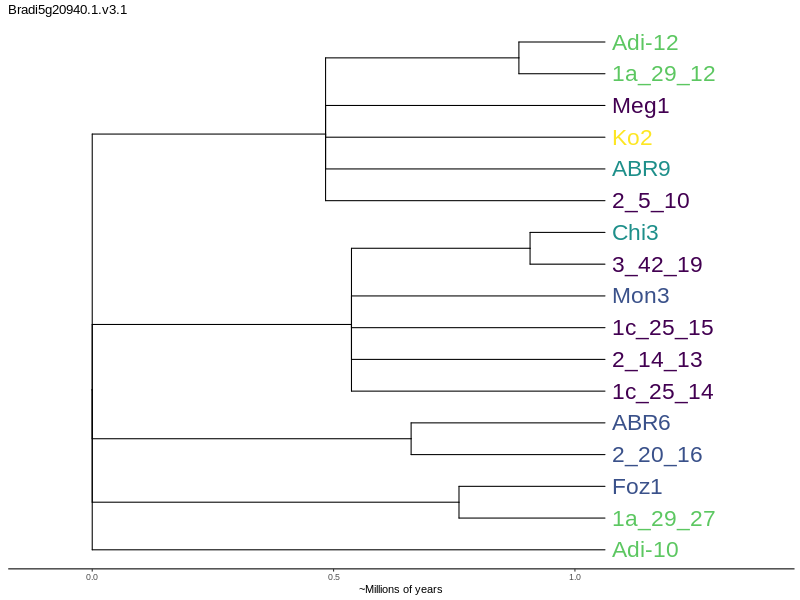 Bradi5g20940.1.v3.1
Adi-12
1a_29_12
Meg1
Ko2
ABR9
2_5_10
Chi3
3_42_19
Mon3
1c_25_15
2_14_13
1c_25_14
ABR6
2_20_16
Foz1
1a_29_27
Adi-10
0.0 0.5 1.0
~Millions of years